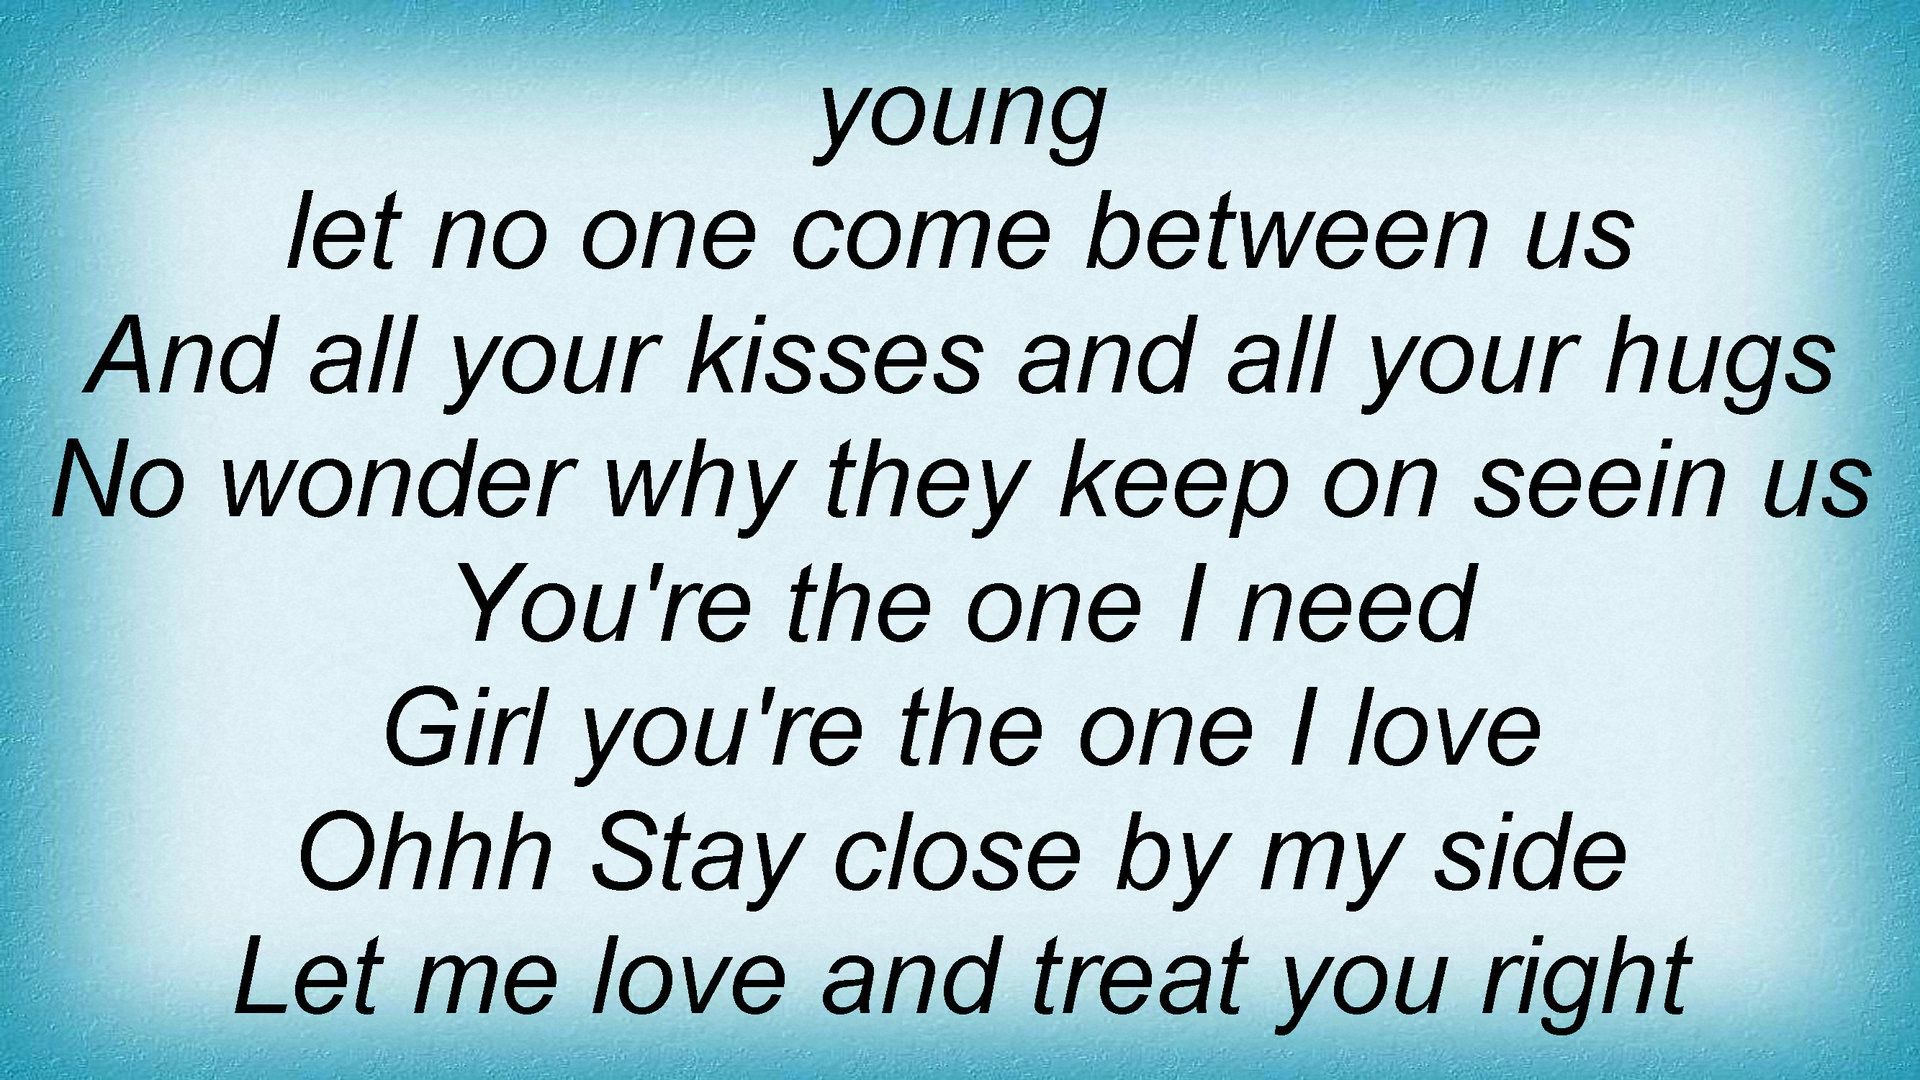 young
let no one come between us
And all your kisses and all your hugs
No wonder why they keep on seein us
You're the one I need
Girl you're the one I love
Ohhh Stay close by my side
Let me love and treat you right